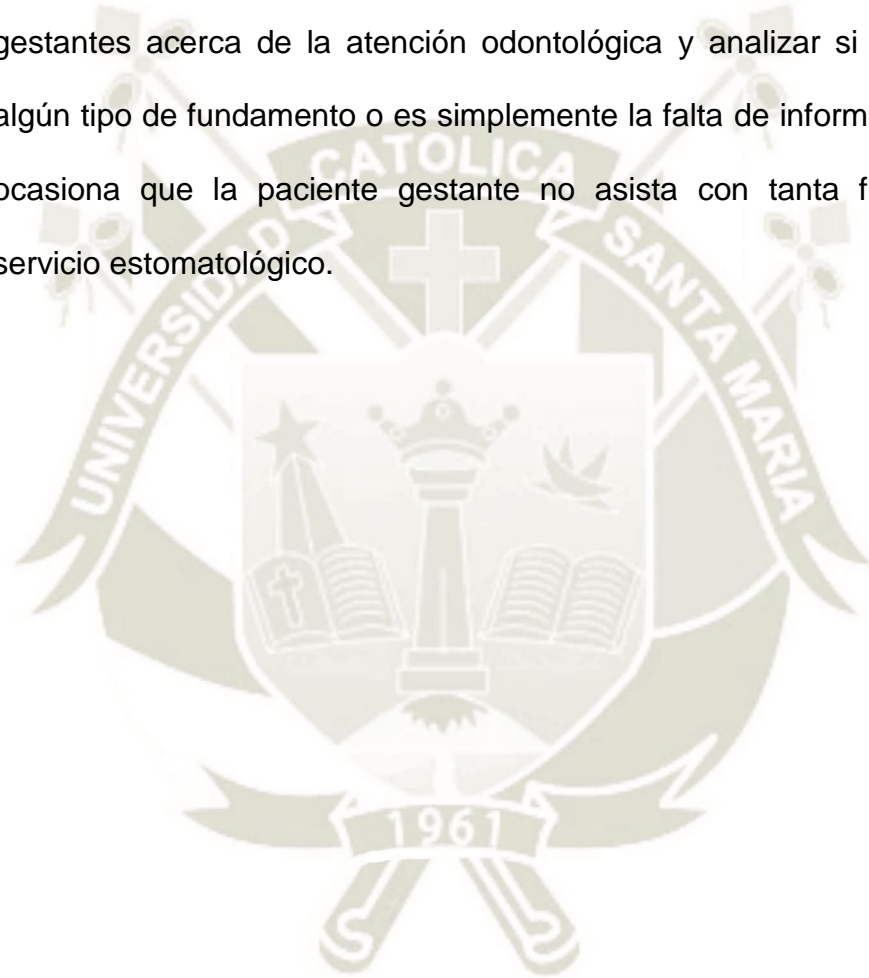 gestantes acerca de la atención odontológica y analizar si
algún tipo de fundamento o es simplemente la falta de inform
ocasiona que la paciente gestante no asista con tanta f
servicio estomatológico.
UNIVERSIDAD CATOLICA SANTA MARIA
1961